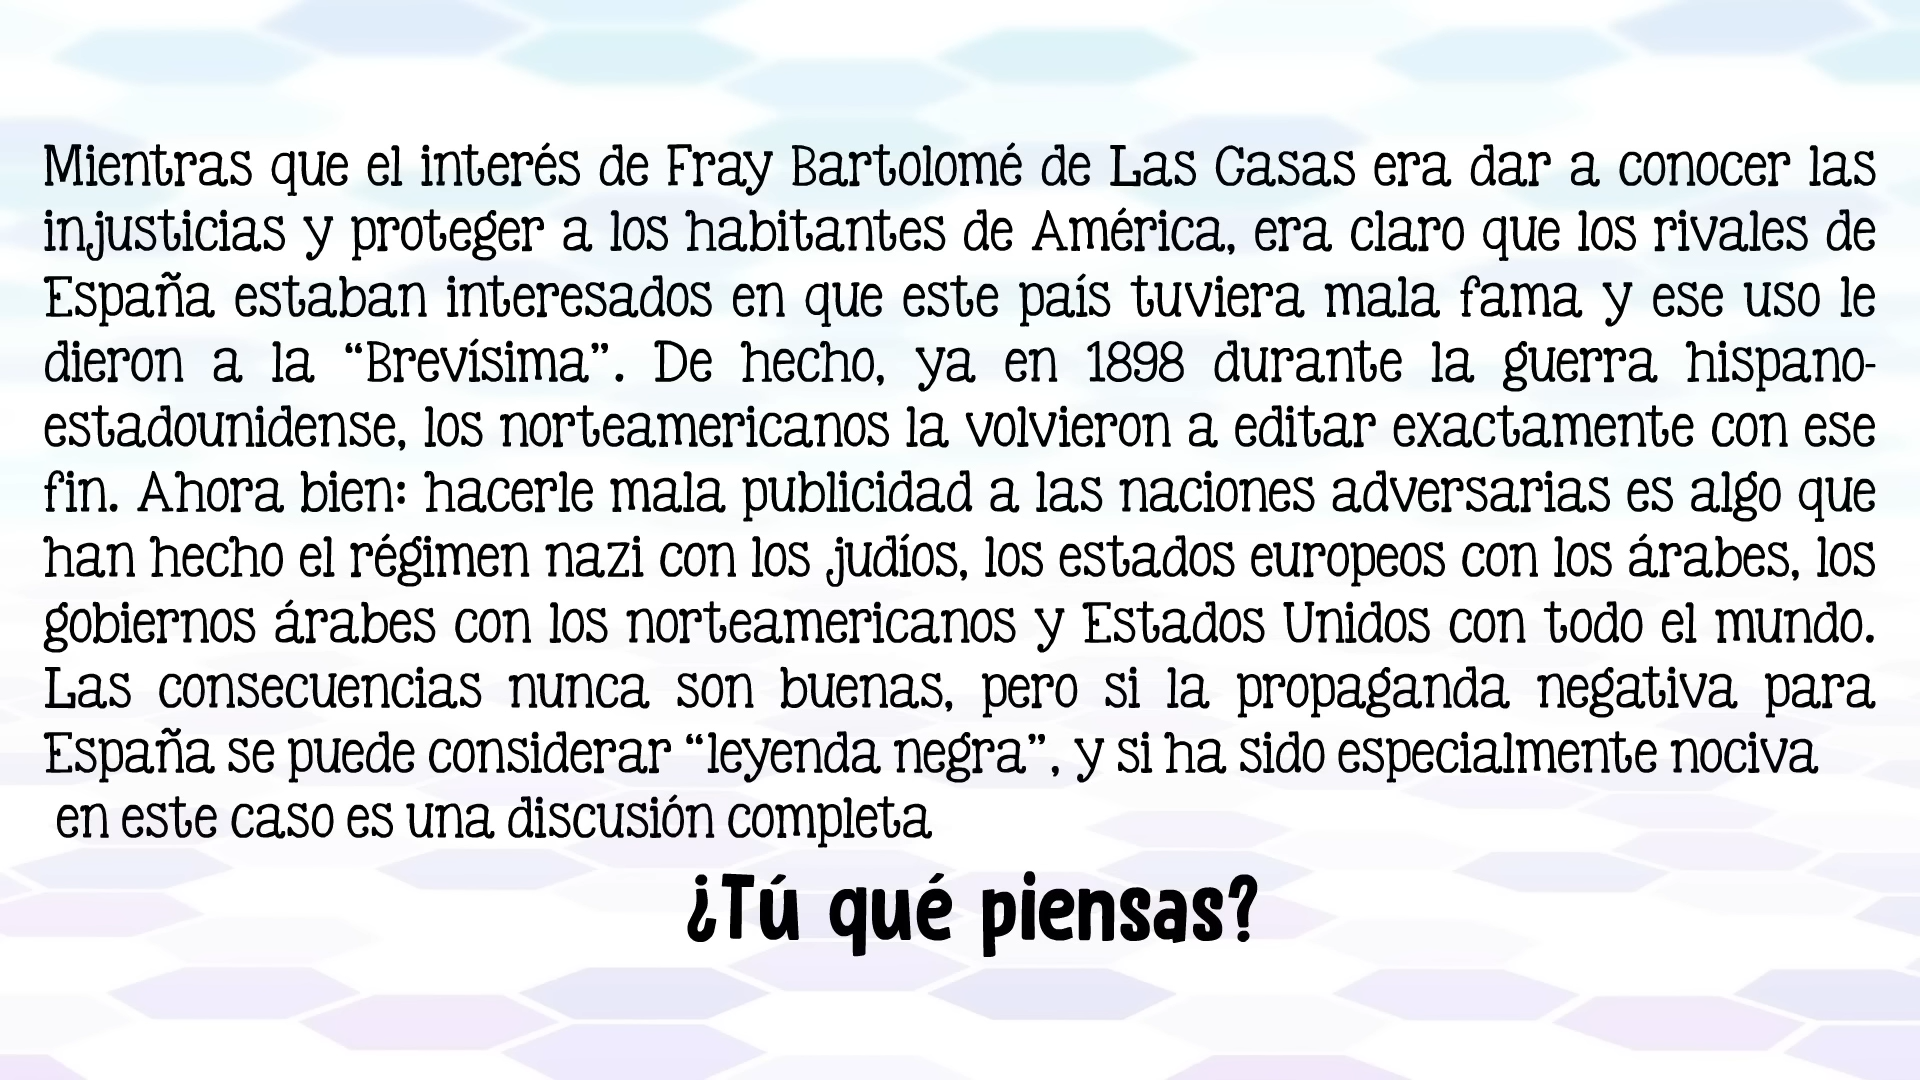 Mientras que el interés de Fray Bartolomé de Las Casas era dar a conocer las
injusticias y proteger a los habitantes de América, era claro que los rivales de
España estaban interesados en que este país tuviera mala fama y ese uso le
dieron a la “Brevísima”. De hecho, ya en 1898 durante la guerra hispano-
estadounidense, los norteamericanos la volvieron a editar exactamente con ese
fin. Ahora bien: hacerle mala publicidad a las naciones adversarias es algo que
han hecho el régimen nazi con los judíos, los estados europeos con los árabes, los
gobiernos árabes con los norteamericanos y Estados Unidos con todo el mundo.
Las consecuencias nunca son buenas, pero si la propaganda negativa para
España se puede considerar “leyenda negra”, y si ha sido especialmente nociva
en este caso es una discusión completa
¿Tú qué piensas?